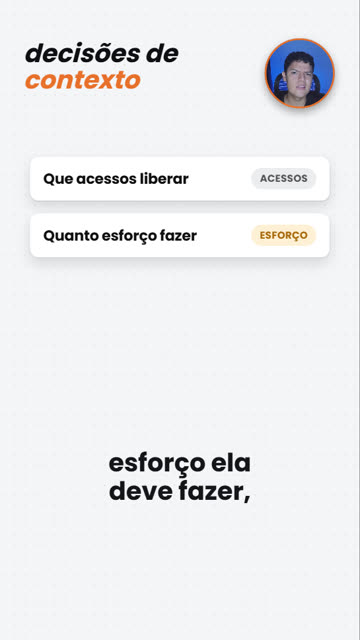 decisões de
contexto
Que acessos liberar ACESSOS
Quanto esforço fazer ESFORÇO
esforço ela
deve fazer,